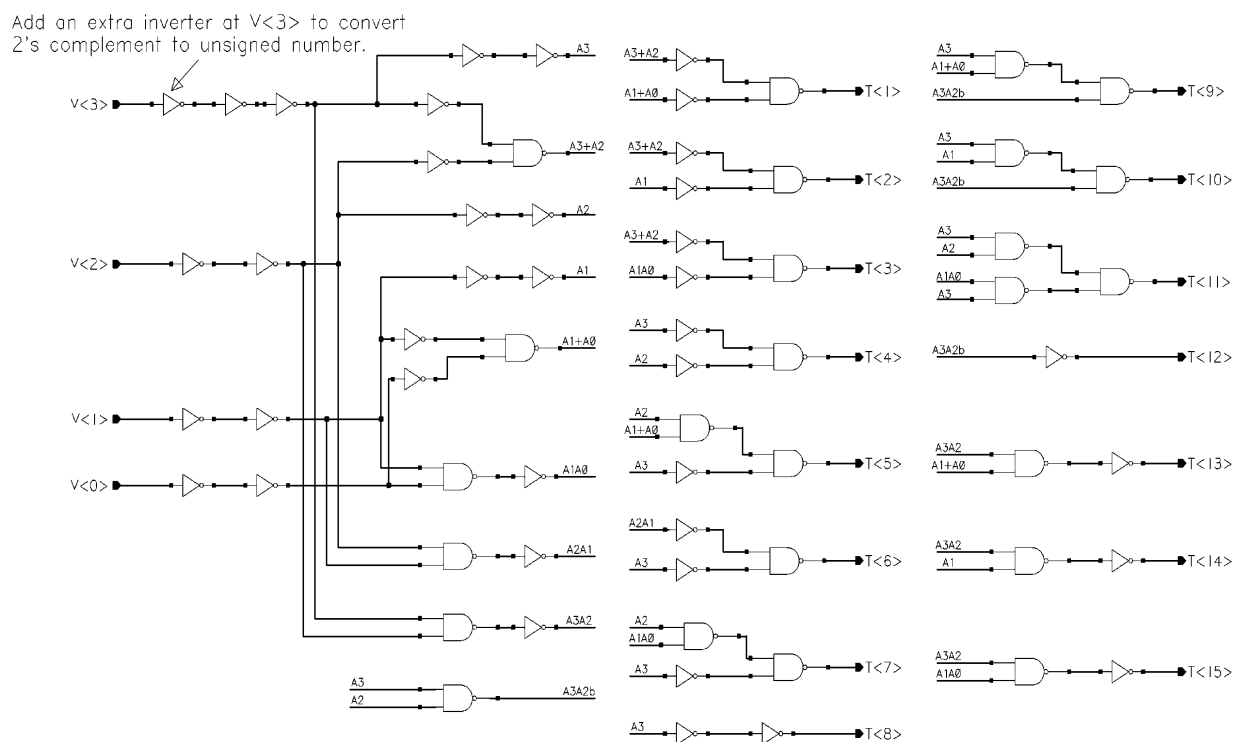 Add an extra inverter at V<3> to convert
2's complement to unsigned number.
V<3>
V<2>
V<1>
V<0>
A3
A3+A2
A2
A1
A1+A0
A1A0
A2A1
A3A2
A3
A2
A3A2b
A3+A2
A1+A0
T<1>
A3+A2
A1
T<2>
A3+A2
A1A0
T<3>
A3
A2
T<4>
A2
A1+A0
A3
T<5>
A2A1
A3
T<6>
A2
A1A0
A3
T<7>
A3
T<8>
A3
A1+A0
A3A2b
T<9>
A3
A1
A3A2b
T<10>
A3
A2
A1A0
A3
T<11>
A3A2b
T<12>
A3A2
A1+A0
T<13>
A3A2
A1
T<14>
A3A2
A1A0
T<15>